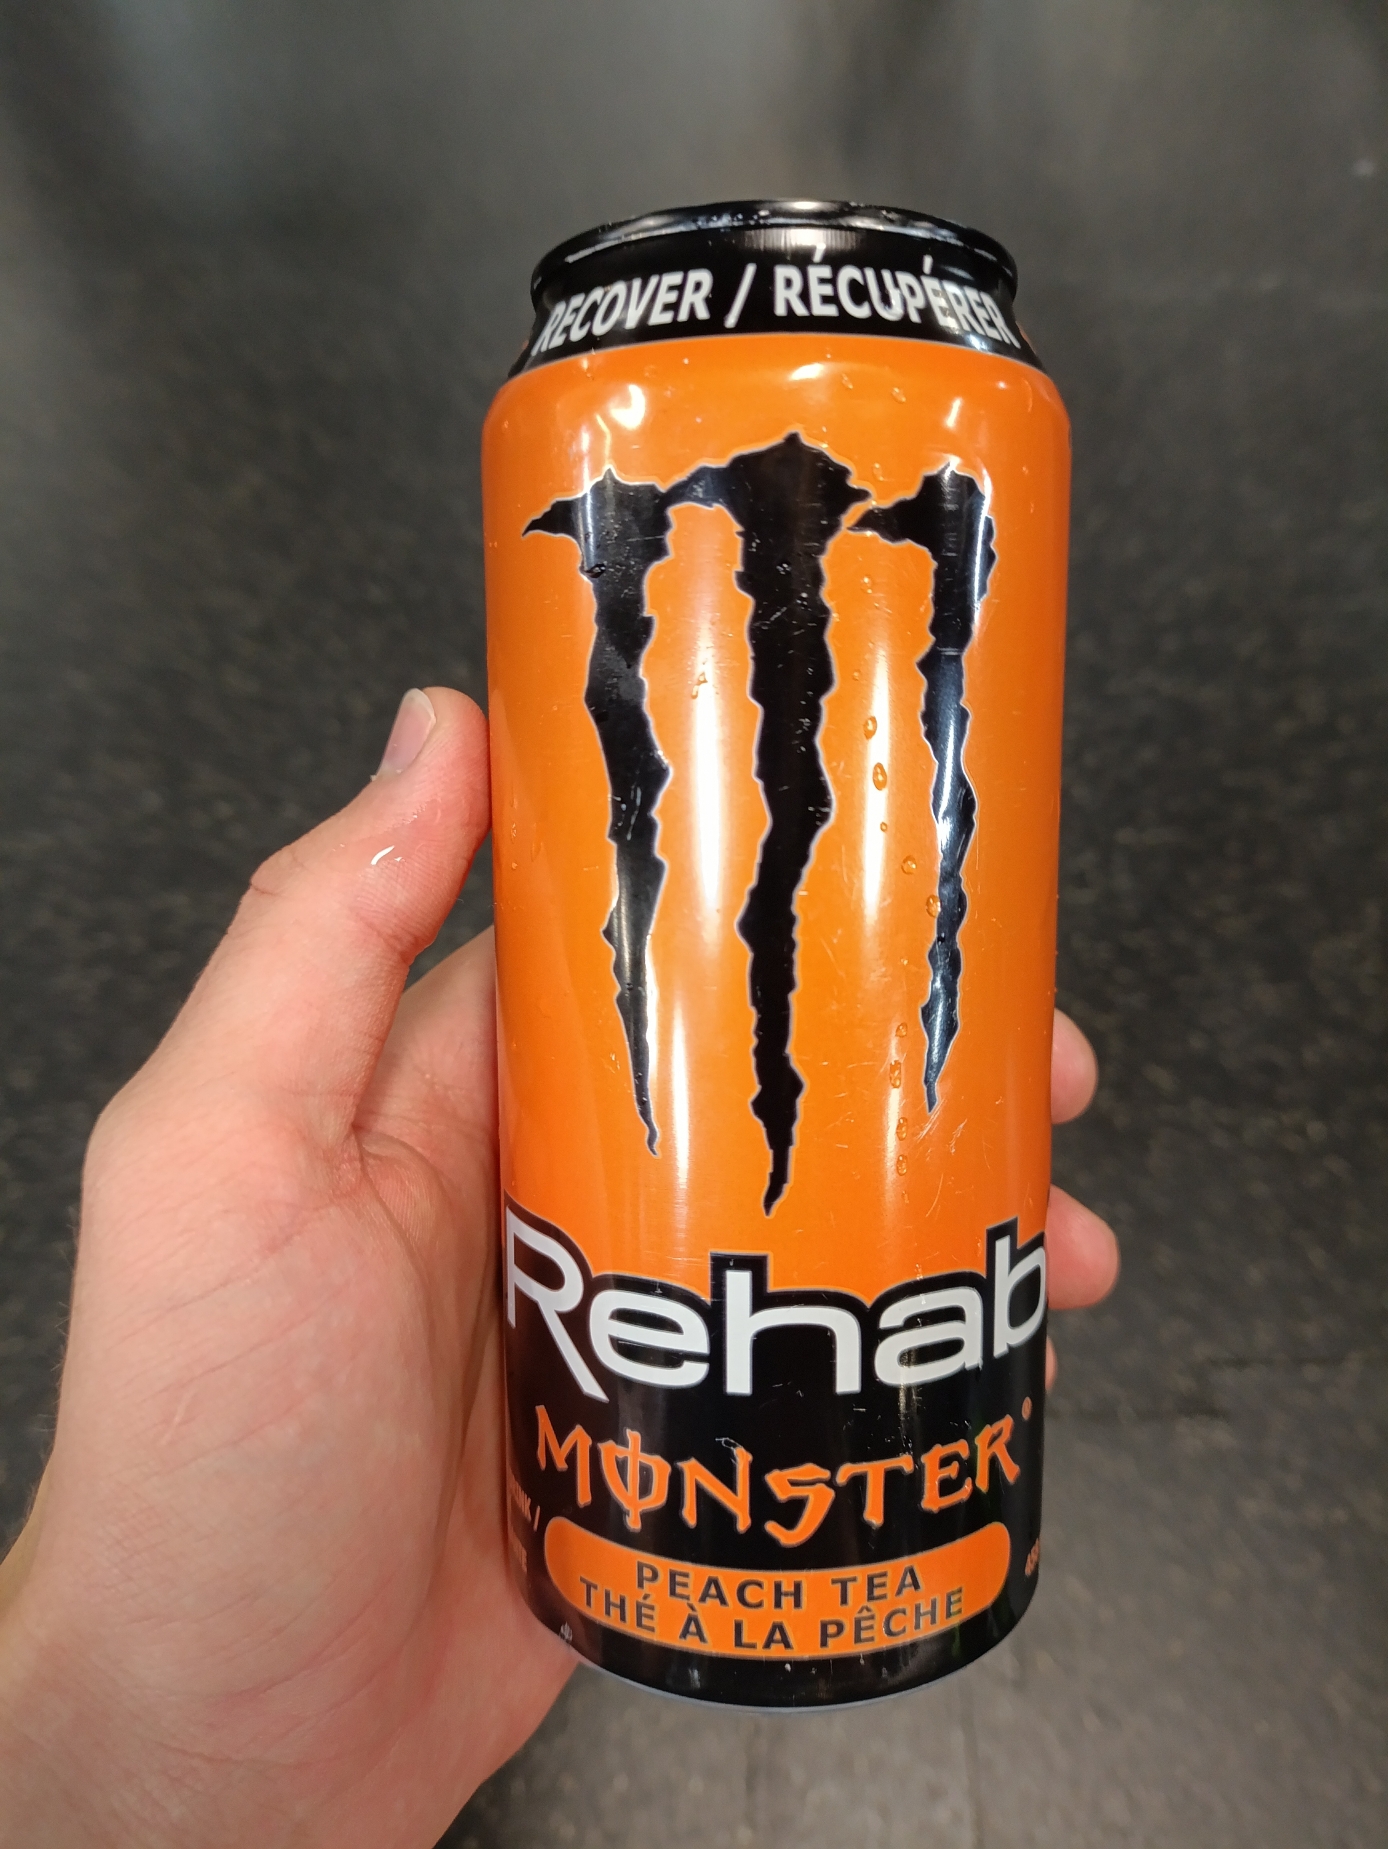 RECOVER / RÉCUPÉRER
Rehab
MONSTER
PEACH TEA
THÉ À LA PÊCHE